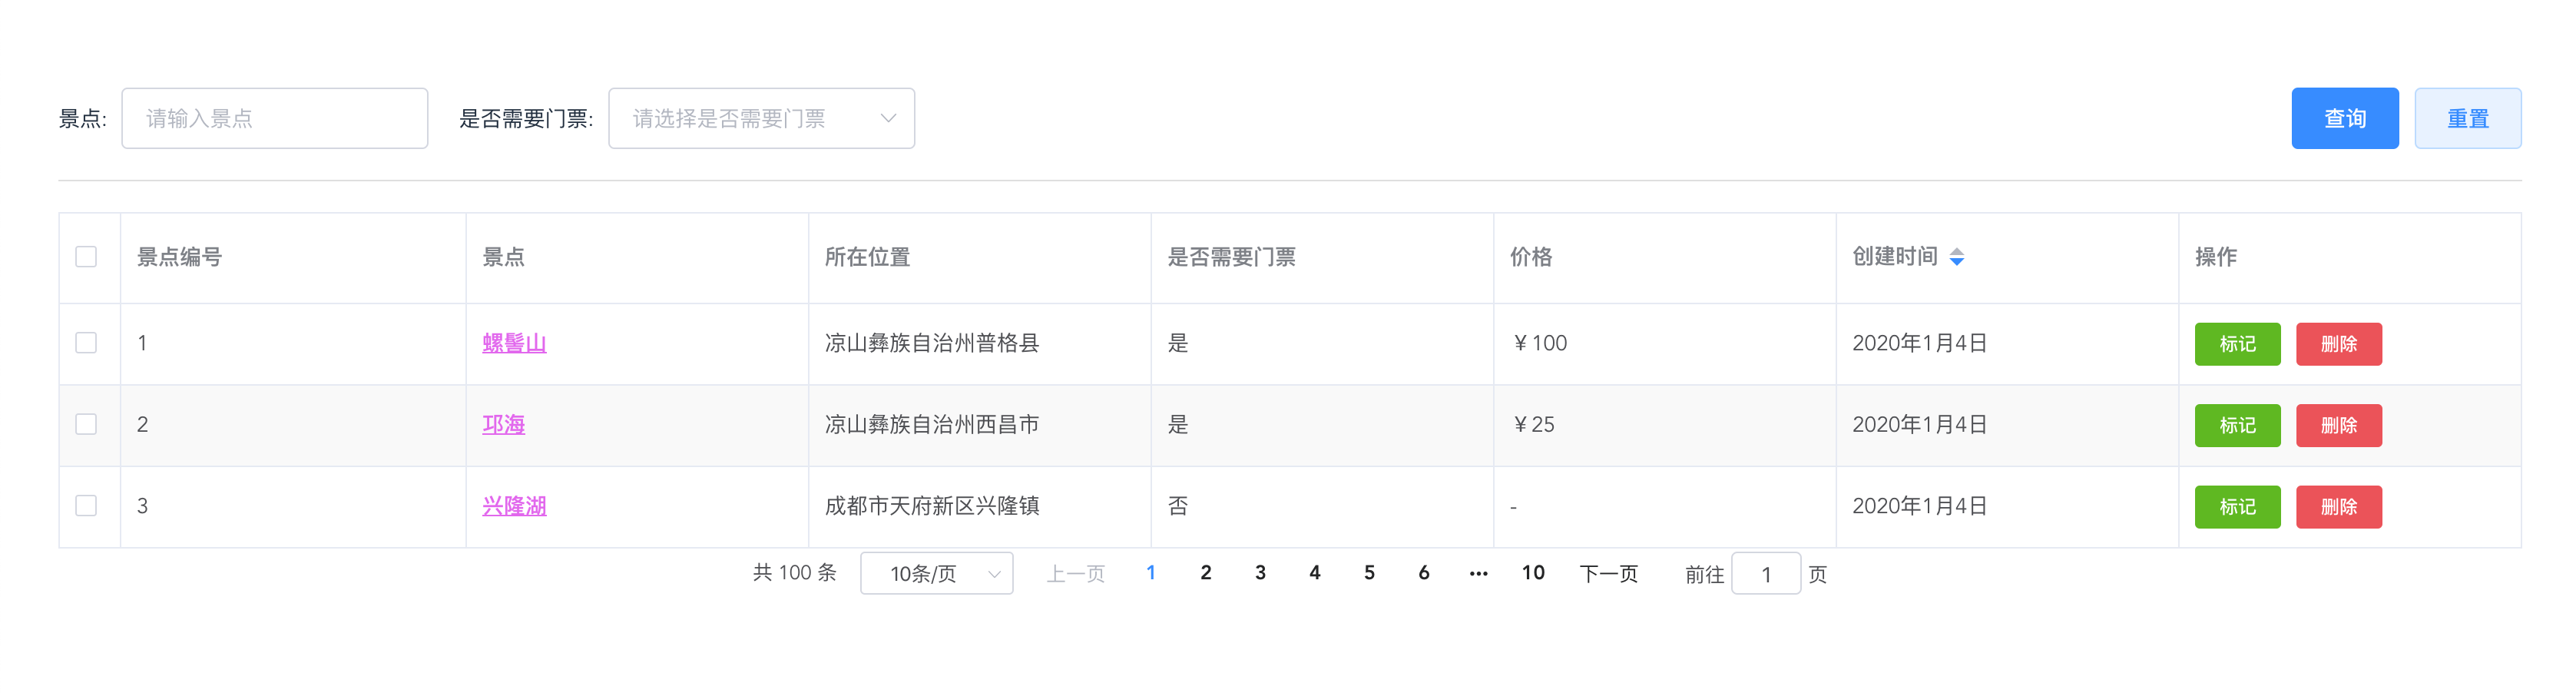 景点: 请输入景点 是否需要门票: 请选择是否需要门票 查询 重置
景点编号 景点 所在位置 是否需要门票 价格 创建时间 操作
1 螺髻山 凉山彝族自治州普格县 是 ￥100 2020年1月4日 标记 删除
2 邛海 凉山彝族自治州西昌市 是 ￥25 2020年1月4日 标记 删除
3 兴隆湖 成都市天府新区兴隆镇 否 - 2020年1月4日 标记 删除
共 100 条 10条/页 上一页 1 2 3 4 5 6 ••• 10 下一页 前往 1 页